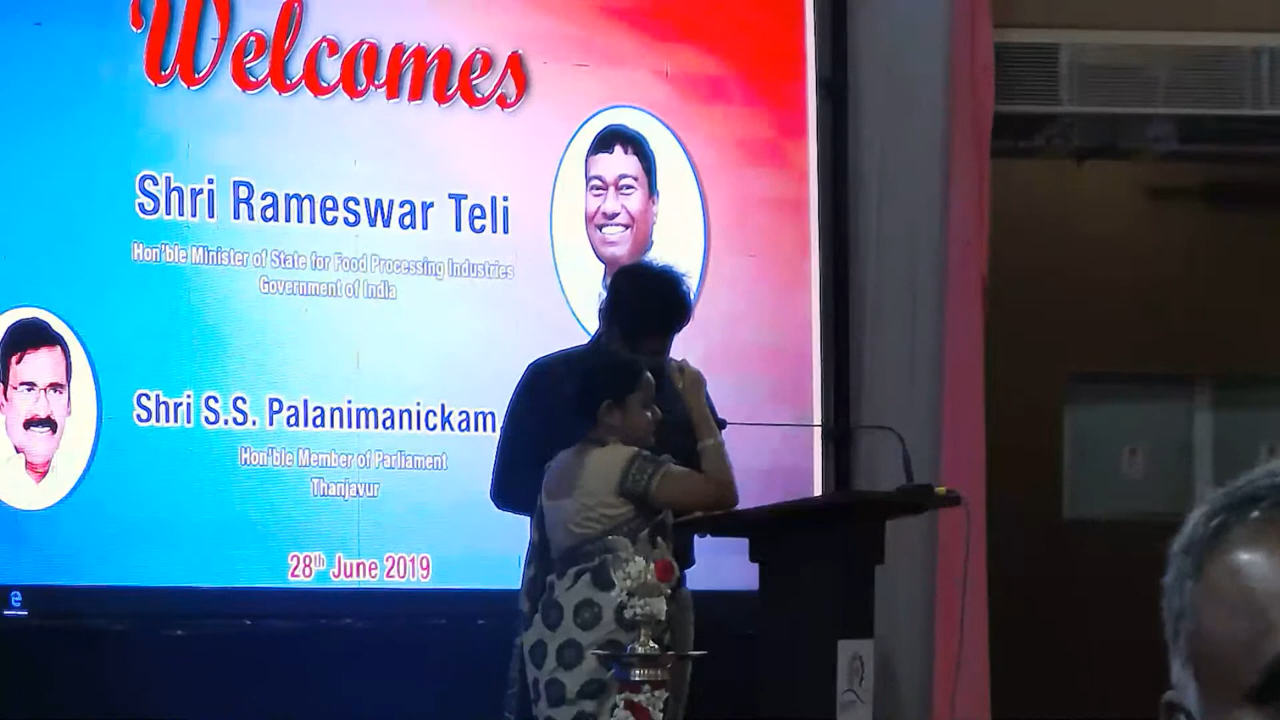 Welcomes
Shri Rameswar Teli
Hon'ble Minister of State for Food Processing Industries
Government of India
Shri S.S. Palanimanickam
Hon'ble Member of Parliament
Thanjavur
28th June 2019